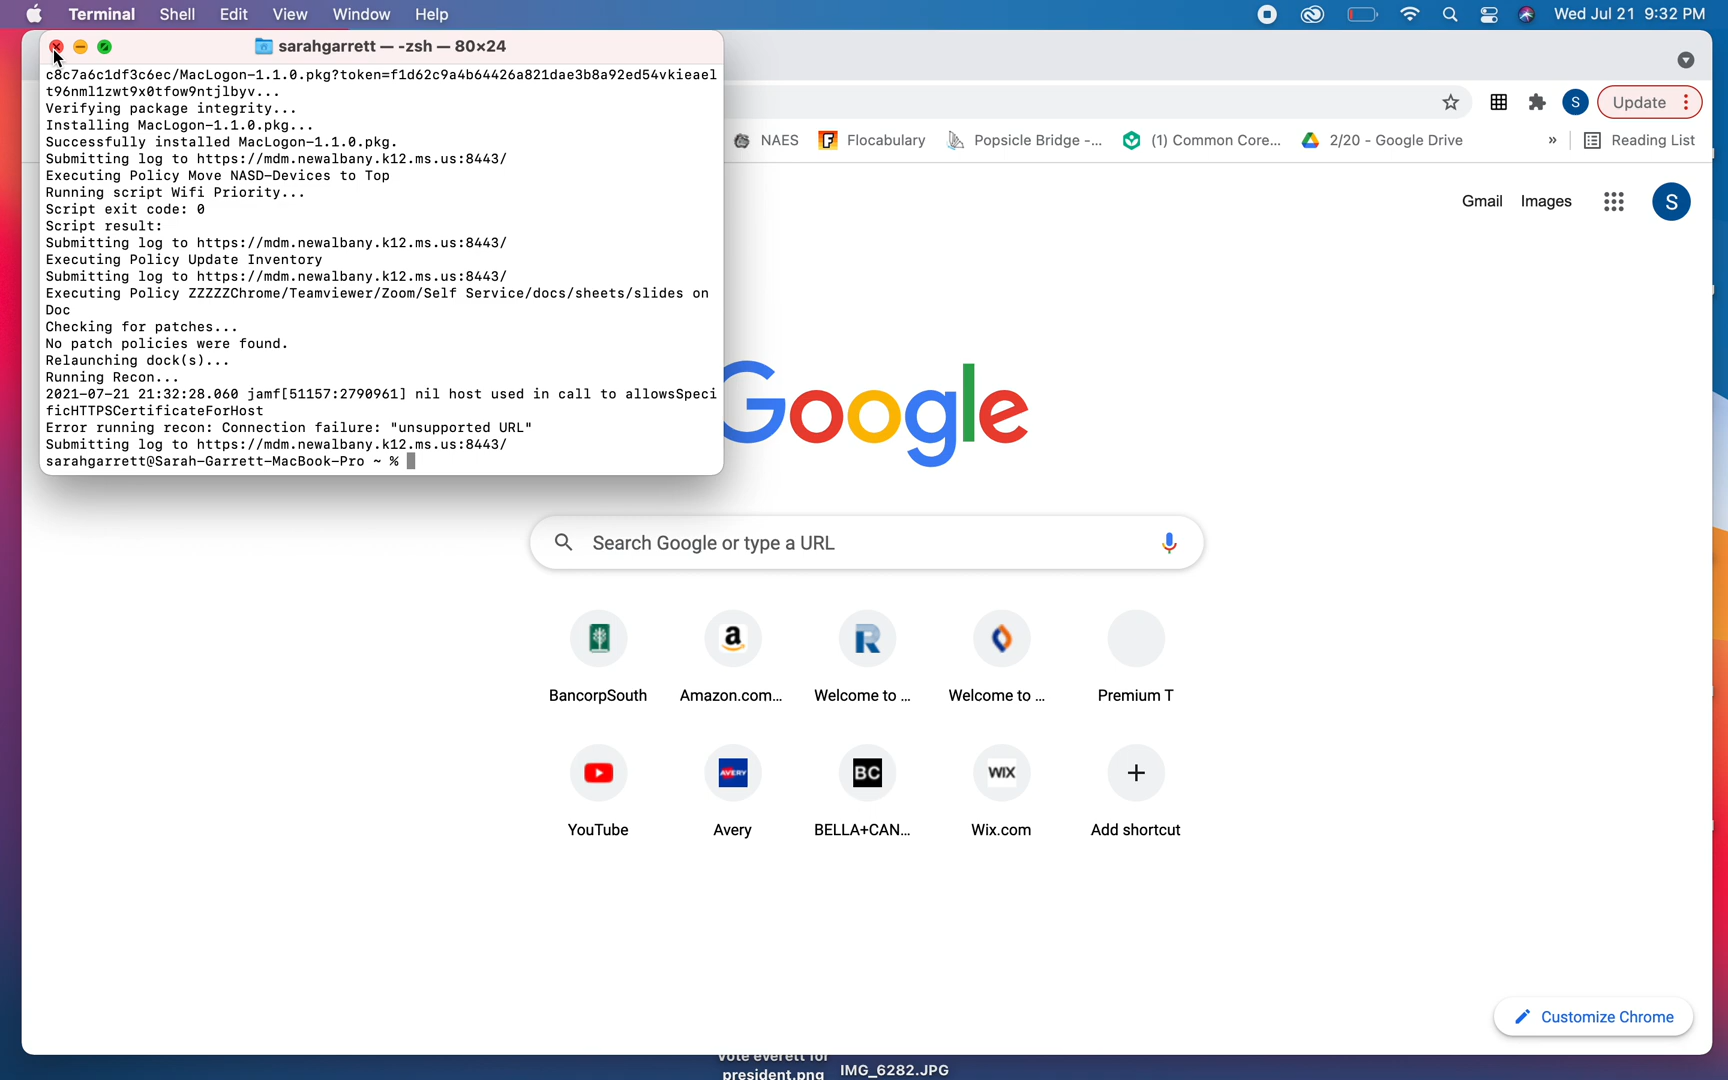 Terminal Shell Edit View Window Help
Wed Jul 21 9:32 PM
sarahgarrett — -zsh — 80×24
c8c7a6c1df3c6ec/MacLogon-1.1.0.pkg?token=f1d62c9a4b64426a821dae3b8a92ed54vkieael
t96nml1zwt9x0tfow9ntjlbyv...
Verifying package integrity...
Installing MacLogon-1.1.0.pkg...
Successfully installed MacLogon-1.1.0.pkg.
Submitting log to https://mdm.newalbany.k12.ms.us:8443/
Executing Policy Move NASD-Devices to Top
Running script Wifi Priority...
Script exit code: 0
Script result:
Submitting log to https://mdm.newalbany.k12.ms.us:8443/
Executing Policy Update Inventory
Submitting log to https://mdm.newalbany.k12.ms.us:8443/
Executing Policy ZZZZZChrome/Teamviewer/Zoom/Self Service/docs/sheets/slides on
Doc
Checking for patches...
No patch policies were found.
Relaunching dock(s)...
Running Recon...
2021-07-21 21:32:28.060 jamf[51157:2790961] nil host used in call to allowsSpeci
ficHTTPSCertificateForHost
Error running recon: Connection failure: "unsupported URL"
Submitting log to https://mdm.newalbany.k12.ms.us:8443/
sarahgarrett@Sarah-Garrett-MacBook-Pro ~ %
S Update
NAES Flocabulary Popsicle Bridge -... (1) Common Core... 2/20 - Google Drive » Reading List
Gmail Images S
Google
Search Google or type a URL
BancorpSouth Amazon.com... Welcome to ... Welcome to ... Premium T
AVERY BC WIX
YouTube Avery BELLA+CAN... Wix.com Add shortcut
Customize Chrome
vote everett for
president.png IMG_6282.JPG